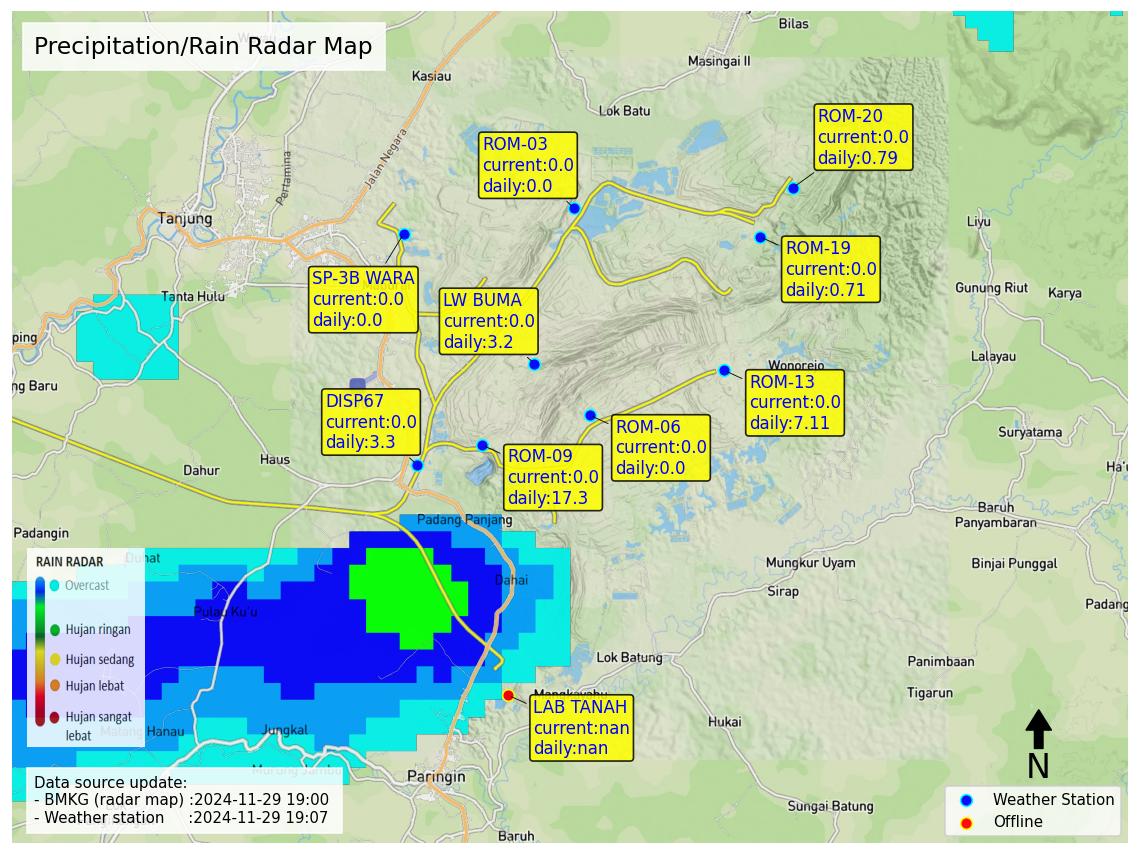 Precipitation/Rain Radar Map
Bilas
Masingai II
Kasiau
Lok Batu
ROM-20
current:0.0
daily:0.79
ROM-03
current:0.0
daily:0.0
Jalan Negara
Pertamina
Tanjung
Liyu
ROM-19
current:0.0
daily:0.71
SP-3B WARA
current:0.0
daily:0.0
LW BUMA
current:0.0
daily:3.2
Tanta Hulu
Gunung Riut
Karya
ping
Lalayau
Wonorejo
ng Baru
ROM-13
current:0.0
daily:7.11
DISP67
current:0.0
daily:3.3
ROM-06
current:0.0
daily:0.0
Suryatama
ROM-09
current:0.0
daily:17.3
Haus
Dahur
Ha'u
Baruh
Panyambaran
Padang Panjang
Padangin
RAIN RADAR
Overcast
Hujan ringan
Hujan sedang
Hujan lebat
Hujan sangat
lebat
Dahai
Pulau Ku'u
Mungkur Uyam
Binjai Punggal
Sirap
Padang
Lok Batung
Panimbaan
Tigarun
Mangkayahu
LAB TANAH
current:nan
daily:nan
Hukai
Matang Hanau
Jungkal
Murung Jambu
Paringin
N
Data source update:
- BMKG (radar map) :2024-11-29 19:00
- Weather station :2024-11-29 19:07
Sungai Batung
Baruh
Weather Station
Offline